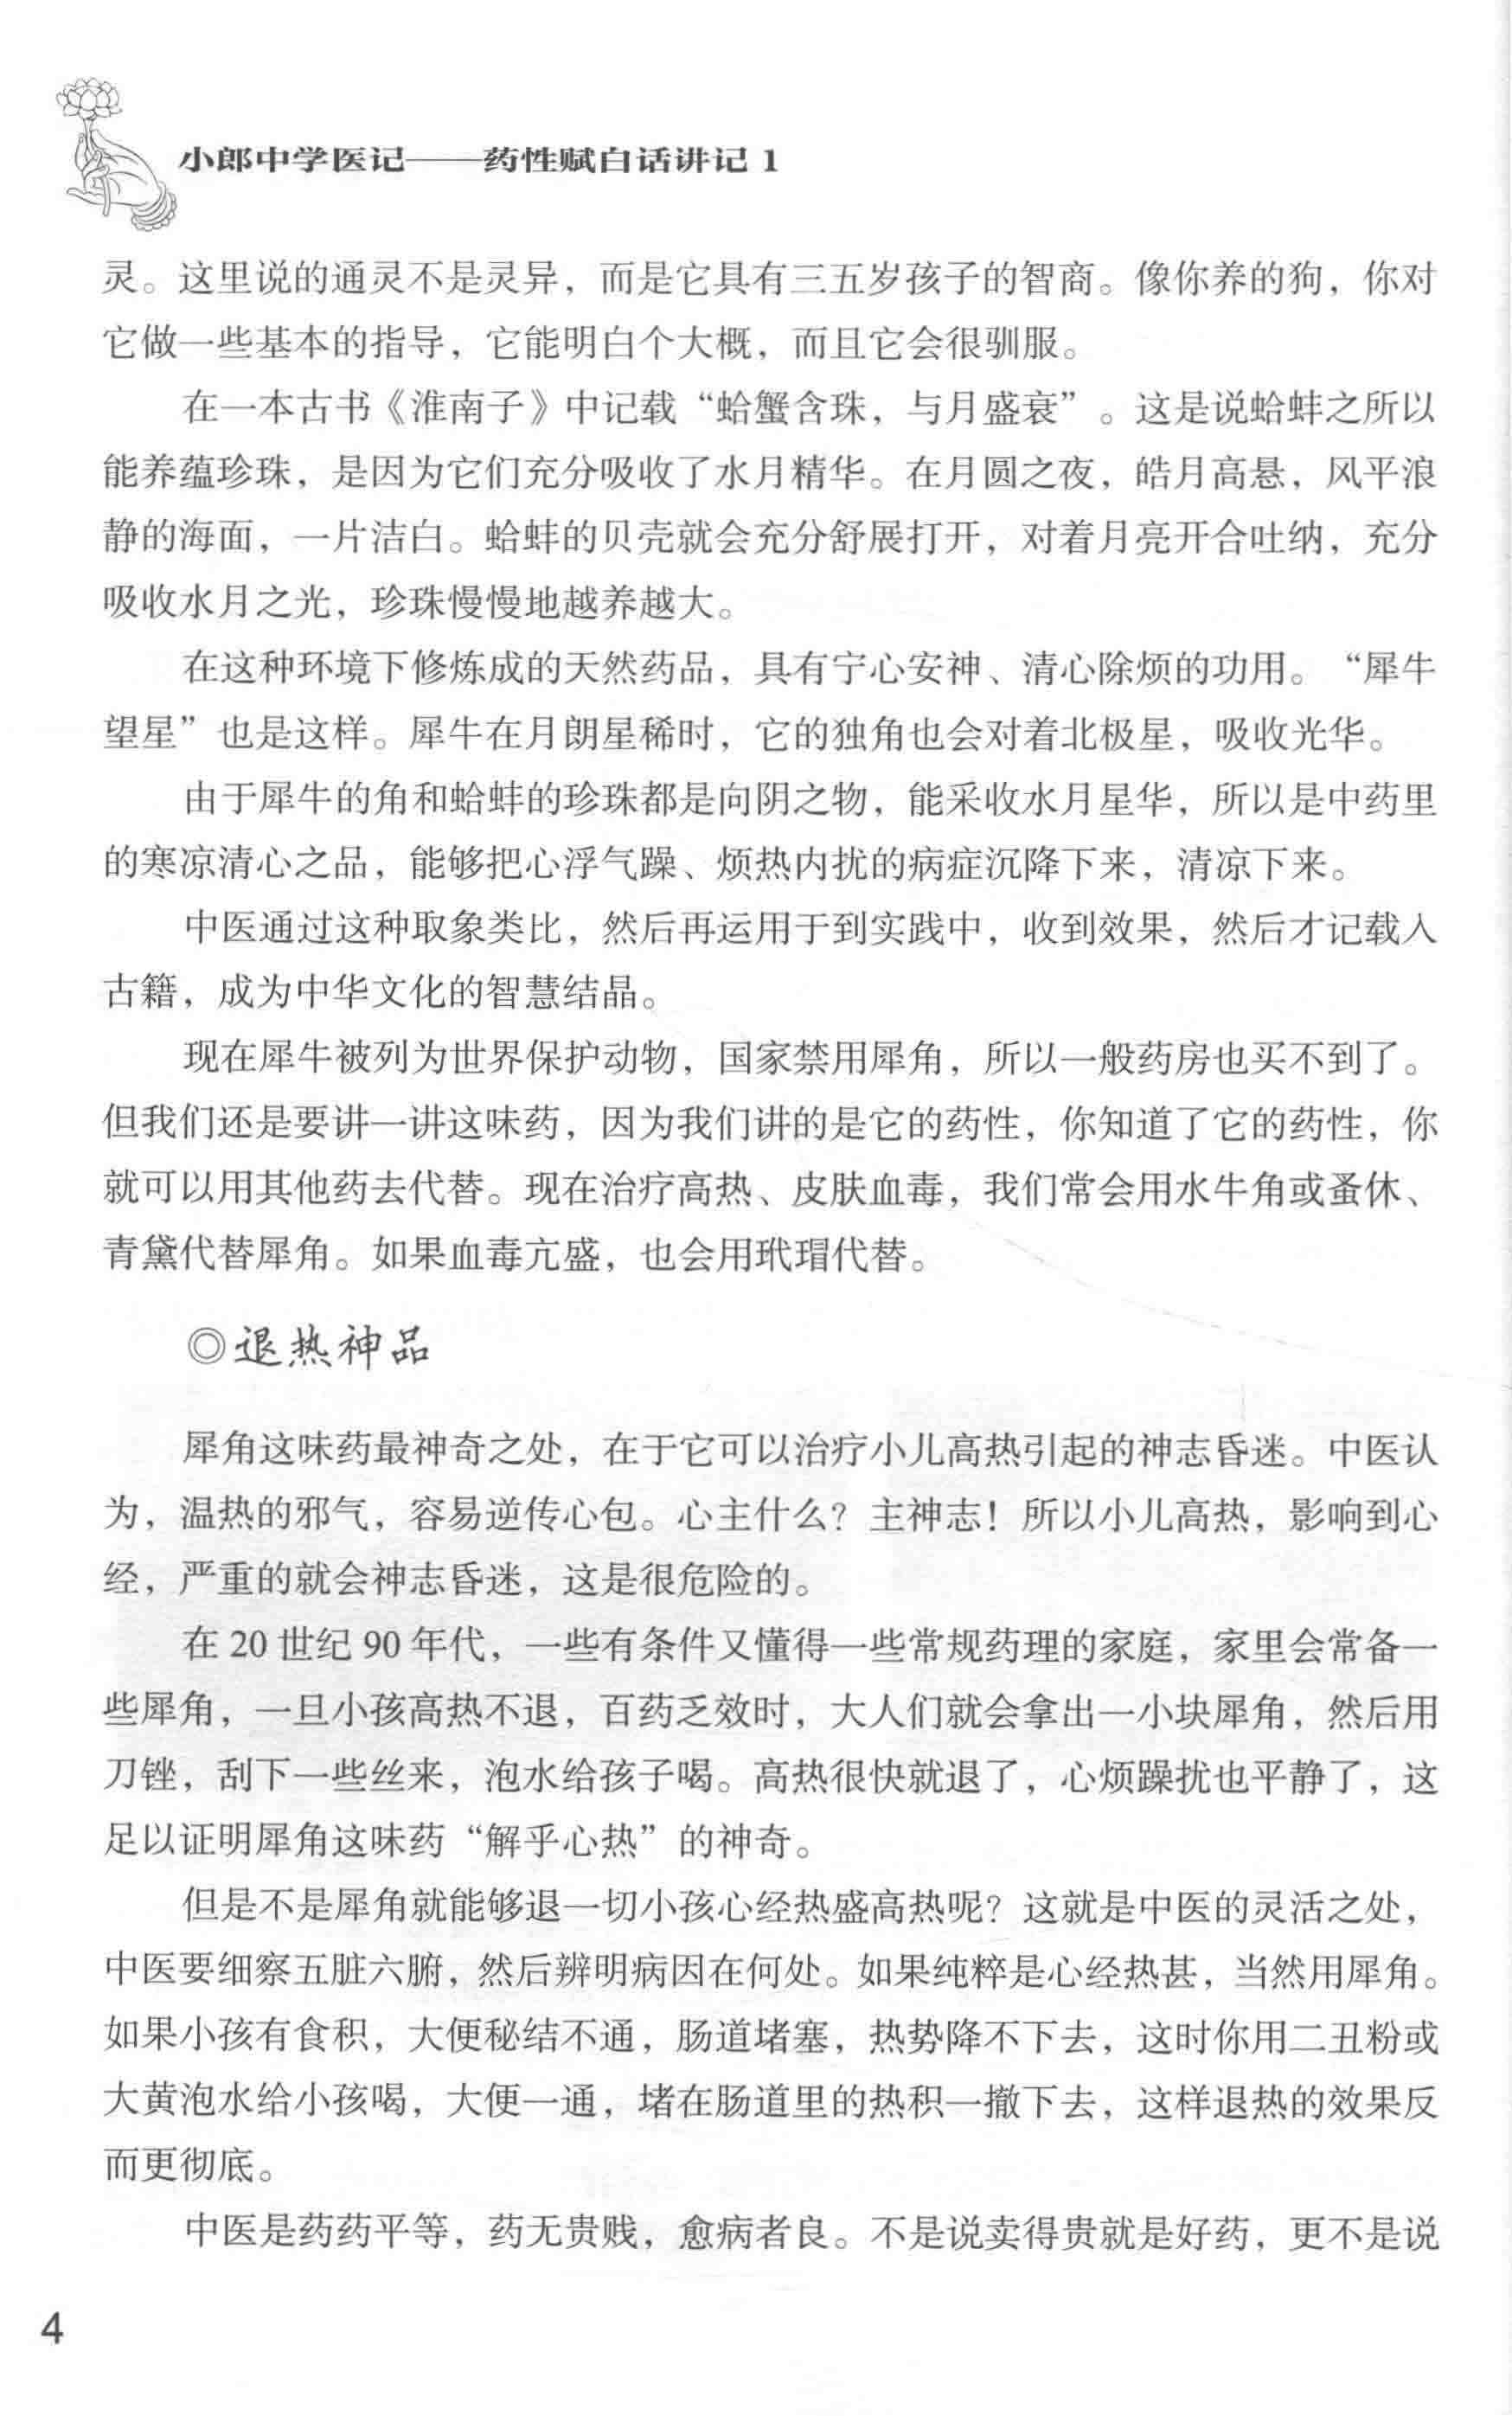 小郎中学医记——药性赋白话讲记 1
灵。这里说的通灵不是灵异，而是它具有三五岁孩子的智商。像你养的狗，你对
它做一些基本的指导，它能明白个大概，而且它会很驯服。
在一本古书《淮南子》中记载“蛤蟹含珠，与月盛衰”。这是说蛤蚌之所以
能养蕴珍珠，是因为它们充分吸收了水月精华。在月圆之夜，皓月高悬，风平浪
静的海面，一片洁白。蛤蚌的贝壳就会充分舒展打开，对着月亮开合吐纳，充分
吸收水月之光，珍珠慢慢地越养越大。
在这种环境下修炼成的天然药品，具有宁心安神、清心除烦的功用。“犀牛
望星”也是这样。犀牛在月朗星稀时，它的独角也会对着北极星，吸收光华。
由于犀牛的角和蛤蚌的珍珠都是向阴之物，能采收水月星华，所以是中药里
的寒凉清心之品，能够把心浮气躁、烦热内扰的病症沉降下来，清凉下来。
中医通过这种取象类比，然后再运用于到实践中，收到效果，然后才记载入
古籍，成为中华文化的智慧结晶。
现在犀牛被列为世界保护动物，国家禁用犀角，所以一般药房也买不到了。
但我们还是要讲一讲这味药，因为我们讲的是它的药性，你知道了它的药性，你
就可以用其他药去代替。现在治疗高热、皮肤血毒，我们常会用水牛角或蚤休、
青黛代替犀角。如果血毒亢盛，也会用玳瑁代替。
◎退热神品
犀角这味药最神奇之处，在于它可以治疗小儿高热引起的神志昏迷。中医认
为，温热的邪气，容易逆传心包。心主什么？主神志！所以小儿高热，影响到心
经，严重的就会神志昏迷，这是很危险的。
在 20 世纪 90 年代，一些有条件又懂得一些常规药理的家庭，家里会常备一
些犀角，一旦小孩高热不退，百药乏效时，大人们就会拿出一小块犀角，然后用
刀锉，刮下一些丝来，泡水给孩子喝。高热很快就退了，心烦躁扰也平静了，这
足以证明犀角这味药“解乎心热”的神奇。
但是不是犀角就能够退一切小孩心经热盛高热呢？这就是中医的灵活之处，
中医要细察五脏六腑，然后辨明病因在何处。如果纯粹是心经热甚，当然用犀角。
如果小孩有食积，大便秘结不通，肠道堵塞，热势降不下去，这时你用二丑粉或
大黄泡水给小孩喝，大便一通，堵在肠道里的热积一撤下去，这样退热的效果反
而更彻底。
中医是药药平等，药无贵贱，愈病者良。不是说卖得贵就是好药，更不是说
4